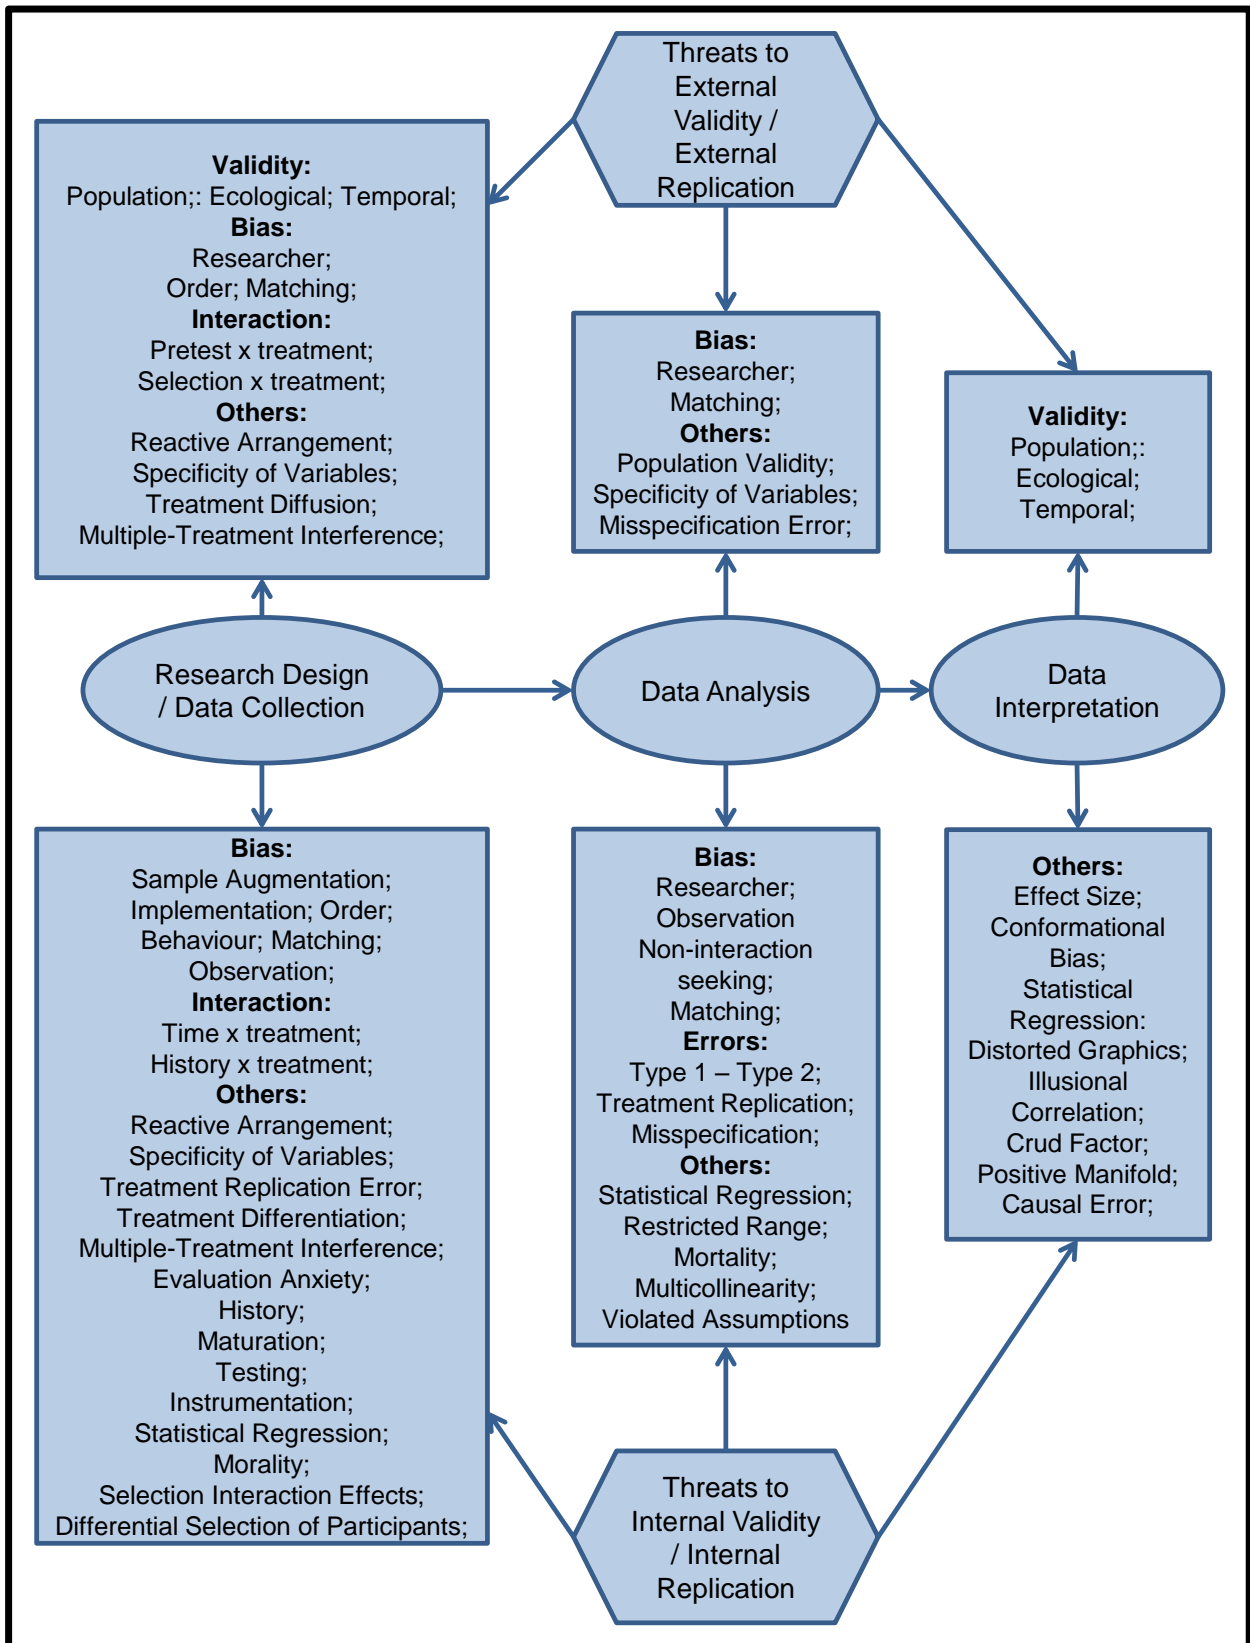 Threats to
External
Validity /
External
Replication
Validity:
Population;: Ecological; Temporal;
Bias:
Researcher;
Order; Matching;
Interaction:
Pretest x treatment;
Selection x treatment;
Others:
Reactive Arrangement;
Specificity of Variables;
Treatment Diffusion;
Multiple-Treatment Interference;
Bias:
Researcher;
Matching;
Others:
Population Validity;
Specificity of Variables;
Misspecification Error;
Validity:
Population;:
Ecological;
Temporal;
Research Design
/ Data Collection
Data Analysis
Data
Interpretation
Bias:
Sample Augmentation;
Implementation; Order;
Behaviour; Matching;
Observation;
Interaction:
Time x treatment;
History x treatment;
Others:
Reactive Arrangement;
Specificity of Variables;
Treatment Replication Error;
Treatment Differentiation;
Multiple-Treatment Interference;
Evaluation Anxiety;
History;
Maturation;
Testing;
Instrumentation;
Statistical Regression;
Morality;
Selection Interaction Effects;
Differential Selection of Participants;
Bias:
Researcher;
Observation
Non-interaction
seeking;
Matching;
Errors:
Type 1 – Type 2;
Treatment Replication;
Misspecification;
Others:
Statistical Regression;
Restricted Range;
Mortality;
Multicollinearity;
Violated Assumptions
Others:
Effect Size;
Conformational
Bias;
Statistical
Regression:
Distorted Graphics;
Illusional
Correlation;
Crud Factor;
Positive Manifold;
Causal Error;
Threats to
Internal Validity
/ Internal
Replication